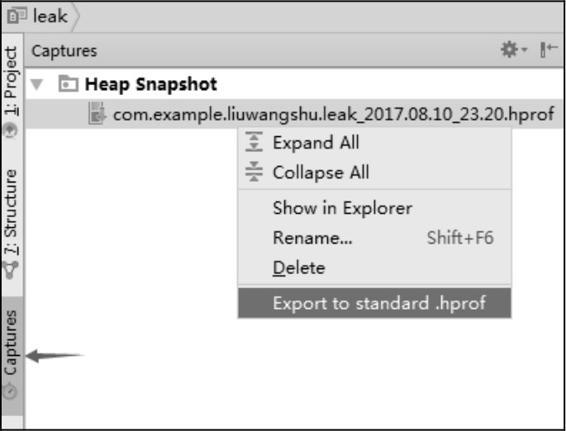 leak
Captures
1: Project
Heap Snapshot
com.example.liuwangshu.leak_2017.08.10_23.20.hprof
Expand All
Collapse All
7: Structure
Show in Explorer
Rename... Shift+F6
Delete
Export to standard .hprof
Captures